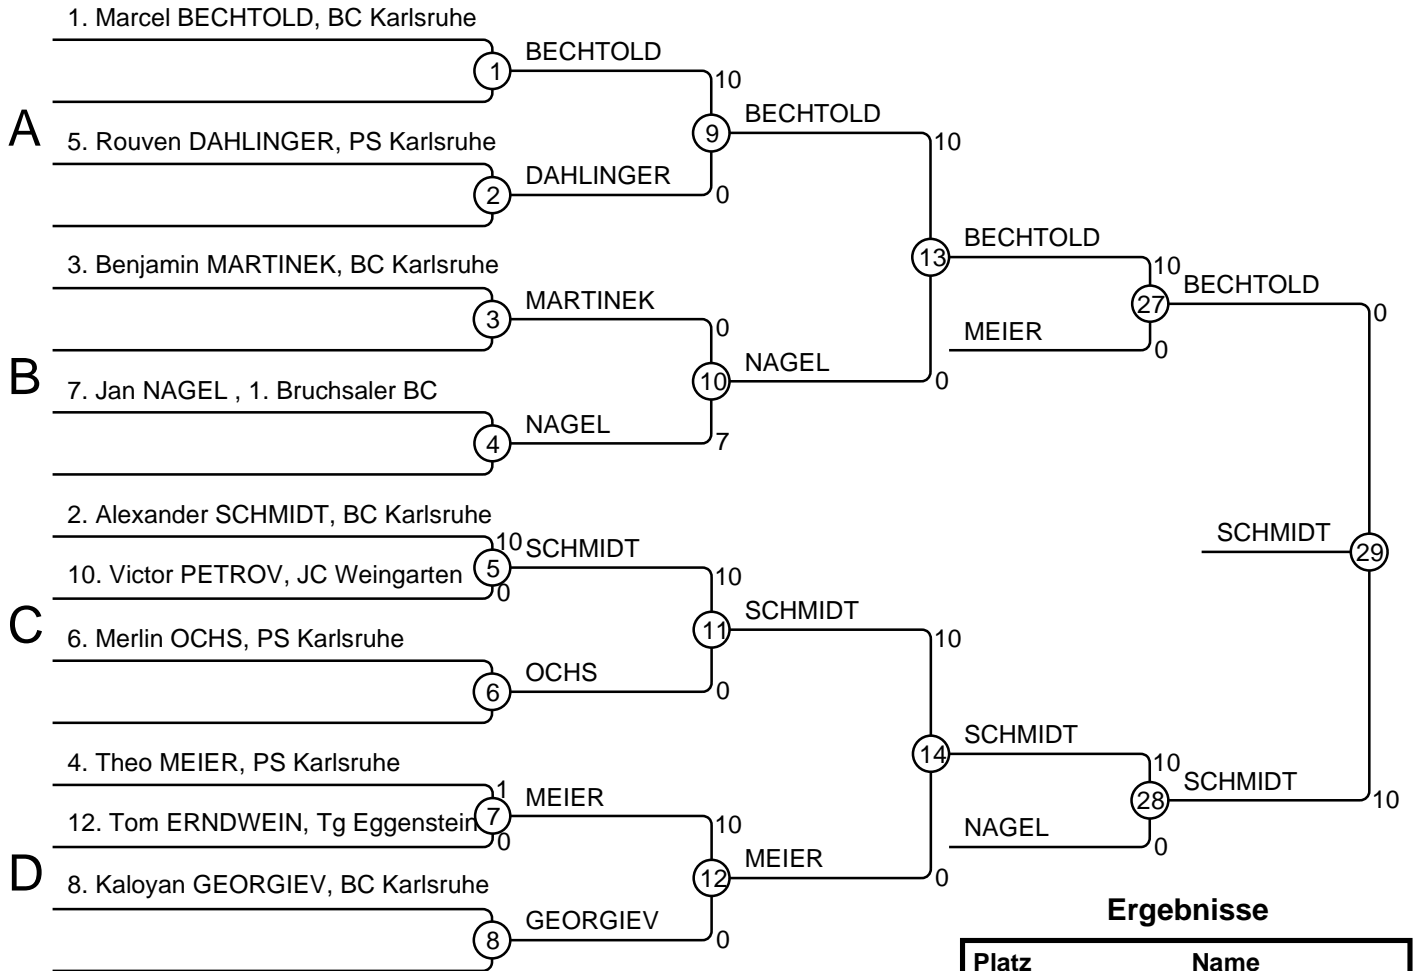 1. Marcel BECHTOLD, BC Karlsruhe
BECHTOLD
1
10
BECHTOLD
A
9
10
5. Rouven DAHLINGER, PS Karlsruhe
DAHLINGER
2
0
BECHTOLD
13
10
BECHTOLD
3. Benjamin MARTINEK, BC Karlsruhe
MARTINEK
27
0
3
0
MEIER
0
NAGEL
B
10
0
7. Jan NAGEL , 1. Bruchsaler BC
NAGEL
4
7
2. Alexander SCHMIDT, BC Karlsruhe
10
SCHMIDT
SCHMIDT
29
5
10
10. Victor PETROV, JC Weingarten
0
SCHMIDT
C
11
10
6. Merlin OCHS, PS Karlsruhe
OCHS
6
0
SCHMIDT
14
10
4. Theo MEIER, PS Karlsruhe
1
MEIER
SCHMIDT
28
10
7
10
12. Tom ERNDWEIN, Tg Eggenstein
0
NAGEL
0
MEIER
D
12
0
8. Kaloyan GEORGIEV, BC Karlsruhe
GEORGIEV
8
0
Ergebnisse
Platz Name